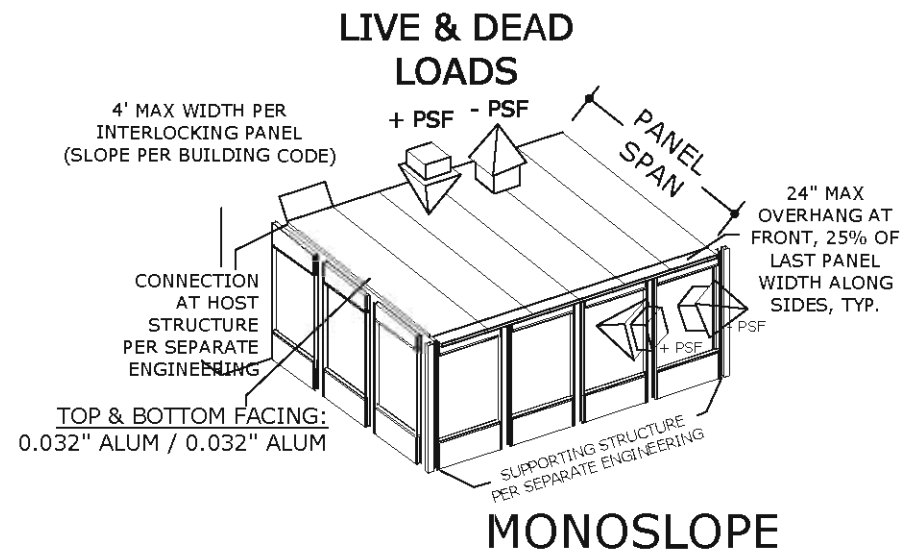 LIVE & DEAD
LOADS
4' MAX WIDTH PER
INTERLOCKING PANEL
(SLOPE PER BUILDING CODE)
+ PSF
- PSF
PANEL
SPAN
24" MAX
OVERHANG AT
FRONT, 25% OF
LAST PANEL
WIDTH ALONG
SIDES, TYP.
CONNECTION
AT HOST
STRUCTURE
PER SEPARATE
ENGINEERING
- PSF
+ PSF
TOP & BOTTOM FACING:
0.032" ALUM / 0.032" ALUM
SUPPORTING STRUCTURE
PER SEPARATE ENGINEERING
MONOSLOPE